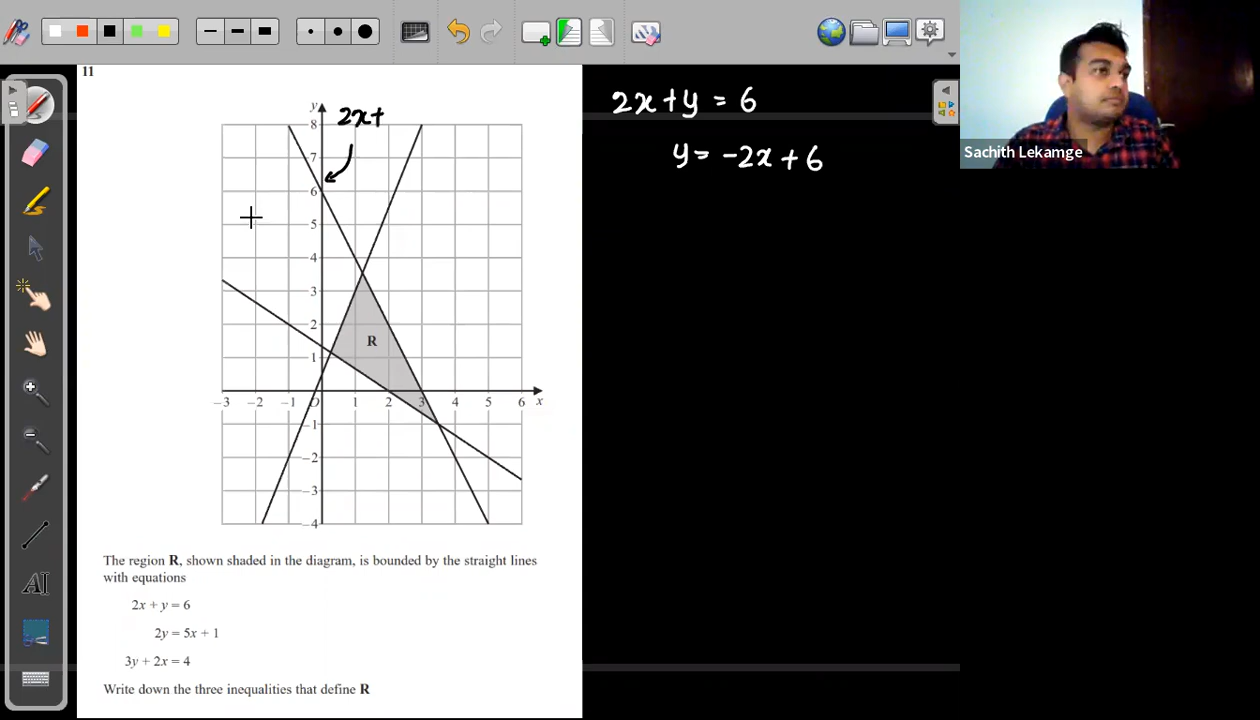 11
y
2x+
8
7
6
5
4
3
2
1
R
−3 −2 −1 O 1 2 3 4 5 6 x
−1
−2
−3
−4
The region R, shown shaded in the diagram, is bounded by the straight lines
with equations
2x + y = 6
2y = 5x + 1
3y + 2x = 4
Write down the three inequalities that define R
2x+y = 6
y = -2x + 6
Sachith Lekamge
AI